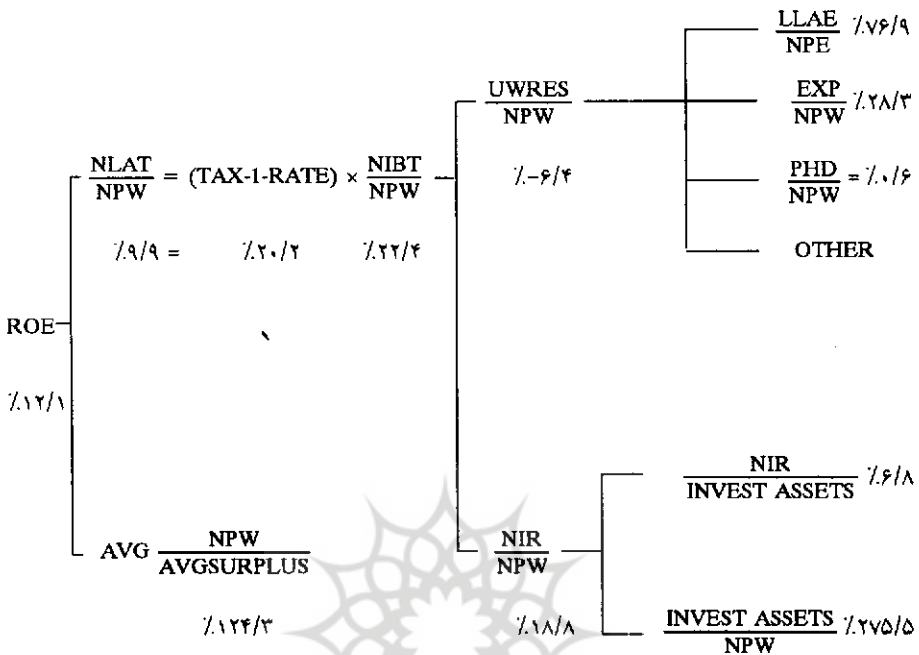 LLAE
NPE ٪۷۶/۹
UWRES
NPW
EXP
NPW ٪۲۸/۳
NLAT
NPW = (TAX-1-RATE) × NIBT
NPW
٪-۶/۴
PHD
NPW = ٪۰/۶
٪۹/۹ = ٪۲۰/۲ ٪۲۲/۴
OTHER
ROE
٪۱۲/۱
NIR
INVEST ASSETS ٪۶/۸
AVG NPW
AVGSURPLUS
NIR
NPW
٪۱۲۴/۳
٪۱۸/۸
INVEST ASSETS
NPW ٪۲۷۵/۵